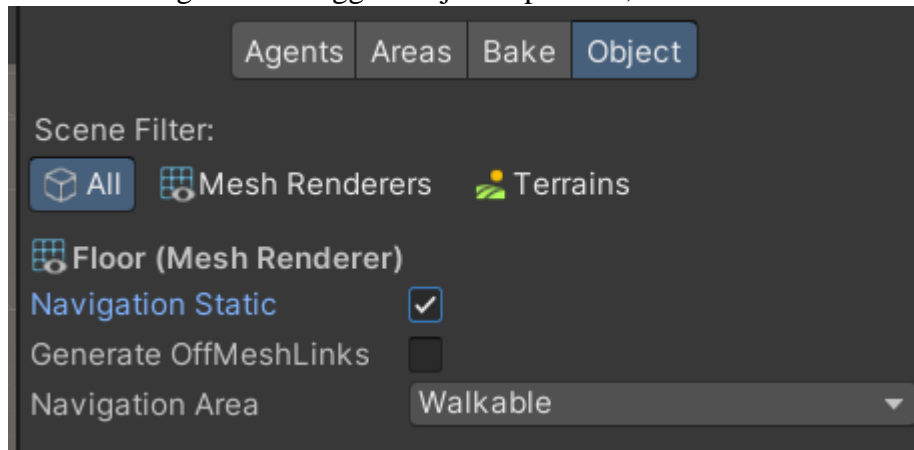 Agents Areas Bake Object
Scene Filter:
All Mesh Renderers Terrains
Floor (Mesh Renderer)
Navigation Static
Generate OffMeshLinks
Navigation Area Walkable